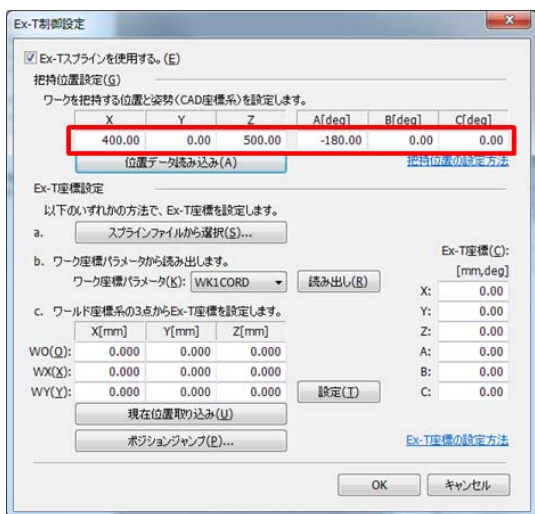 Ex-T制御設定
Ex-Tスプラインを使用する。(E)
把持位置設定(G)
ワークを把持する位置と姿勢(CAD座標系)を設定します。
X Y Z A[deg] B[deg] C[deg]
400.00 0.00 500.00 -180.00 0.00 0.00
位置データ読み込み(A) 把持位置の設定方法
Ex-T座標設定
以下のいずれかの方法で、Ex-T座標を設定します。
a. スプラインファイルから選択(S)...
b. ワーク座標パラメータから読み出します。
ワーク座標パラメータ(K): WK1CORD 読み出し(R)
c. ワールド座標系の3点からEx-T座標を設定します。
X[mm] Y[mm] Z[mm]
WO(O): 0.000 0.000 0.000
WX(X): 0.000 0.000 0.000
WY(Y): 0.000 0.000 0.000 設定(T)
現在位置取り込み(U)
ポジションジャンプ(P)...
Ex-T座標(C):
[mm,deg]
X: 0.00
Y: 0.00
Z: 0.00
A: 0.00
B: 0.00
C: 0.00
Ex-T座標の設定方法
OK キャンセル